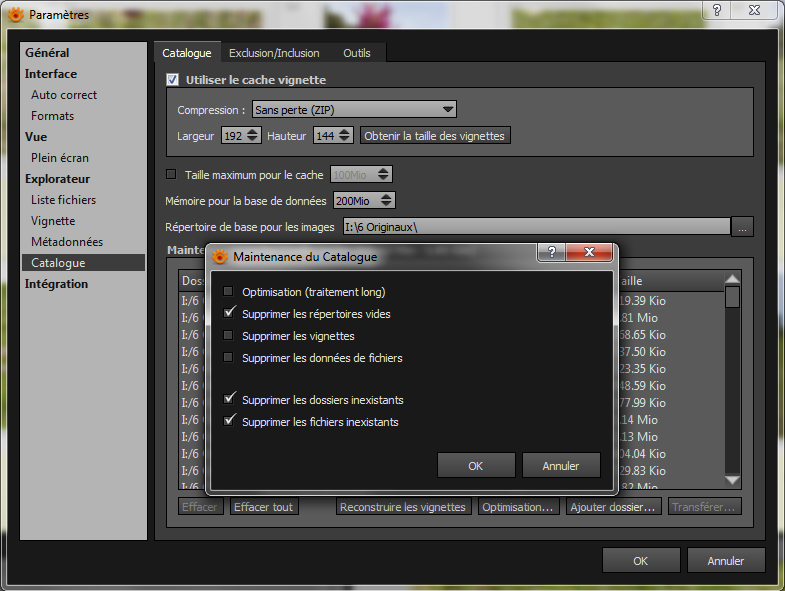 Paramètres
?
Général
Interface
Auto correct
Formats
Vue
Plein écran
Explorateur
Liste fichiers
Vignette
Métadonnées
Catalogue
Intégration
Catalogue Exclusion/Inclusion Outils
Utiliser le cache vignette
Compression : Sans perte (ZIP)
Largeur 192 Hauteur 144 Obtenir la taille des vignettes
Taille maximum pour le cache 100Mio
Mémoire pour la base de données 200Mio
Répertoire de base pour les images I:\6 Originaux\ ...
Mainte
Dos aille
I:/6 19.39 Kio
I:/6 .81 Mio
I:/6 68.65 Kio
I:/6 37.50 Kio
I:/6 23.35 Kio
I:/6 48.59 Kio
I:/6 77.99 Kio
I:/6 .14 Mio
I:/6 .13 Mio
I:/6 04.04 Kio
I:/6 29.83 Kio
I:/6 .82 Mio
Maintenance du Catalogue ?
Optimisation (traitement long)
Supprimer les répertoires vides
Supprimer les vignettes
Supprimer les données de fichiers
Supprimer les dossiers inexistants
Supprimer les fichiers inexistants
OK Annuler
Effacer Effacer tout Reconstruire les vignettes Optimisation... Ajouter dossier... Transférer...
OK Annuler